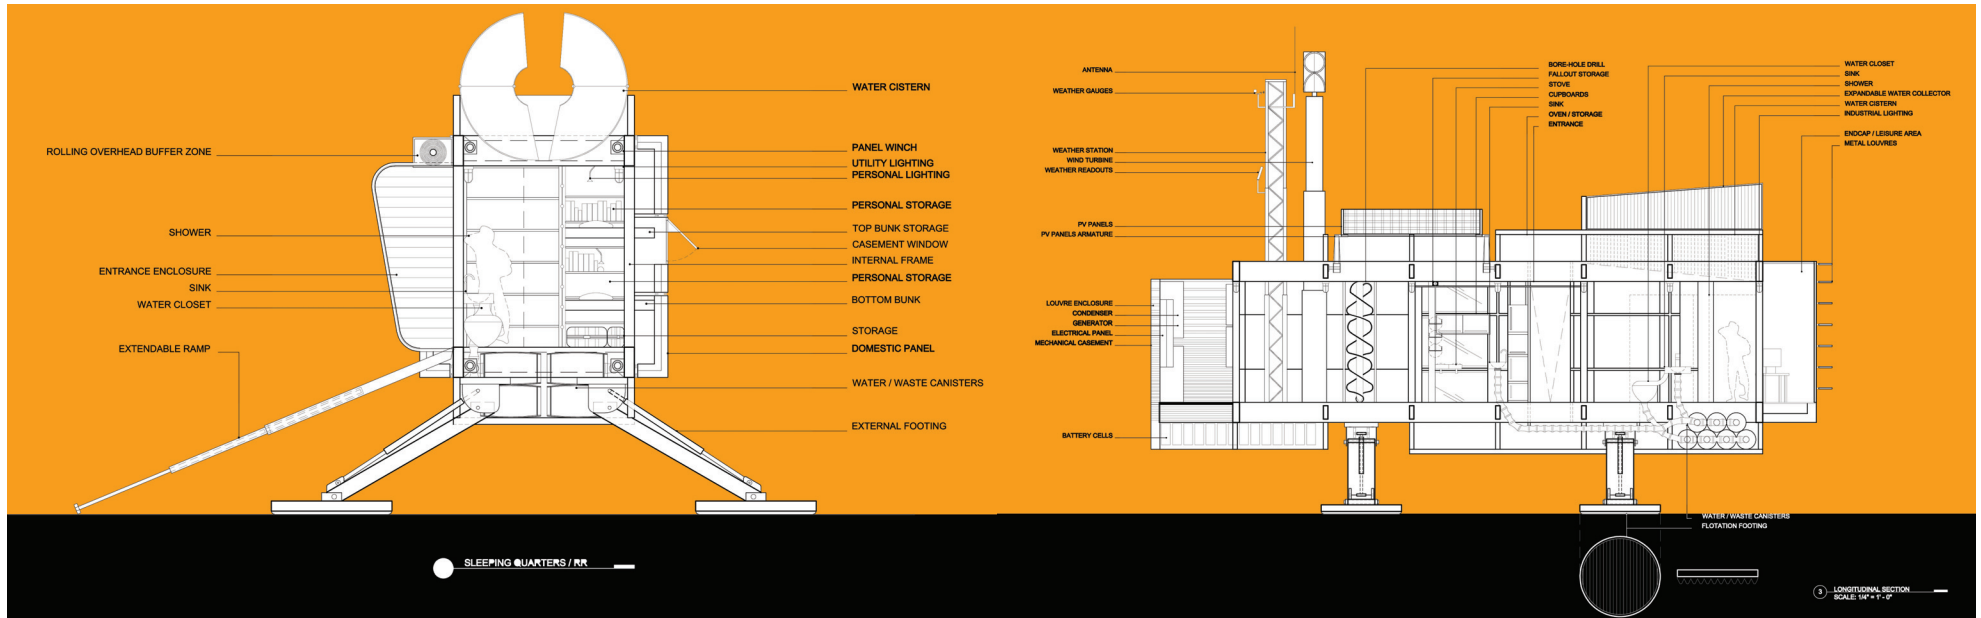 WATER CISTERN
ROLLING OVERHEAD BUFFER ZONE
PANEL WINCH
UTILITY LIGHTING
PERSONAL LIGHTING
PERSONAL STORAGE
SHOWER
TOP BUNK STORAGE
CASEMENT WINDOW
INTERNAL FRAME
ENTRANCE ENCLOSURE
PERSONAL STORAGE
SINK
WATER CLOSET
BOTTOM BUNK
STORAGE
EXTENDABLE RAMP
DOMESTIC PANEL
WATER / WASTE CANISTERS
EXTERNAL FOOTING
SLEEPING QUARTERS / RR
ANTENNA
WEATHER GAUGES
WEATHER STATION
WIND TURBINE
WEATHER READOUTS
PV PANELS
PV PANELS ARMATURE
LOUVRE ENCLOSURE
CONDENSER
GENERATOR
ELECTRICAL PANEL
MECHANICAL CASEMENT
BATTERY CELLS
BORE-HOLE DRILL
FALLOUT STORAGE
STOVE
CUPBOARDS
SINK
OVEN / STORAGE
ENTRANCE
WATER CLOSET
SINK
SHOWER
EXPANDABLE WATER COLLECTOR
WATER CISTERN
INDUSTRIAL LIGHTING
ENDCAP / LEISURE AREA
METAL LOUVRES
WATER / WASTE CANISTERS
FLOTATION FOOTING
3 LONGITUDINAL SECTION
SCALE: 1/4" = 1' - 0"